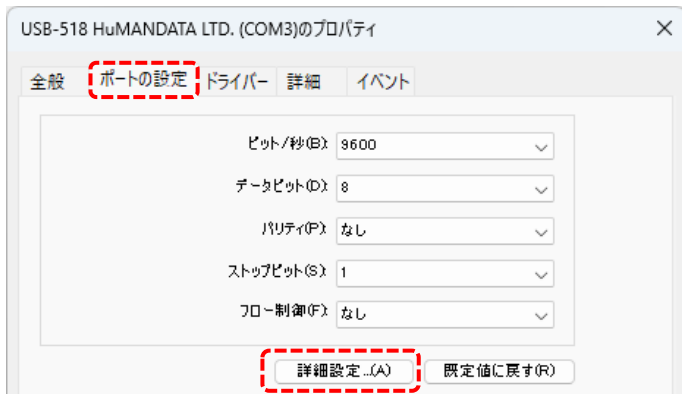 USB-518 HuMANDATA LTD. (COM3)のプロパティ
全般 ポートの設定 ドライバー 詳細 イベント
ビット/秒(B): 9600
データビット(D): 8
パリティ(P): なし
ストップビット(S): 1
フロー制御(F): なし
詳細設定...(A) 既定値に戻す(R)